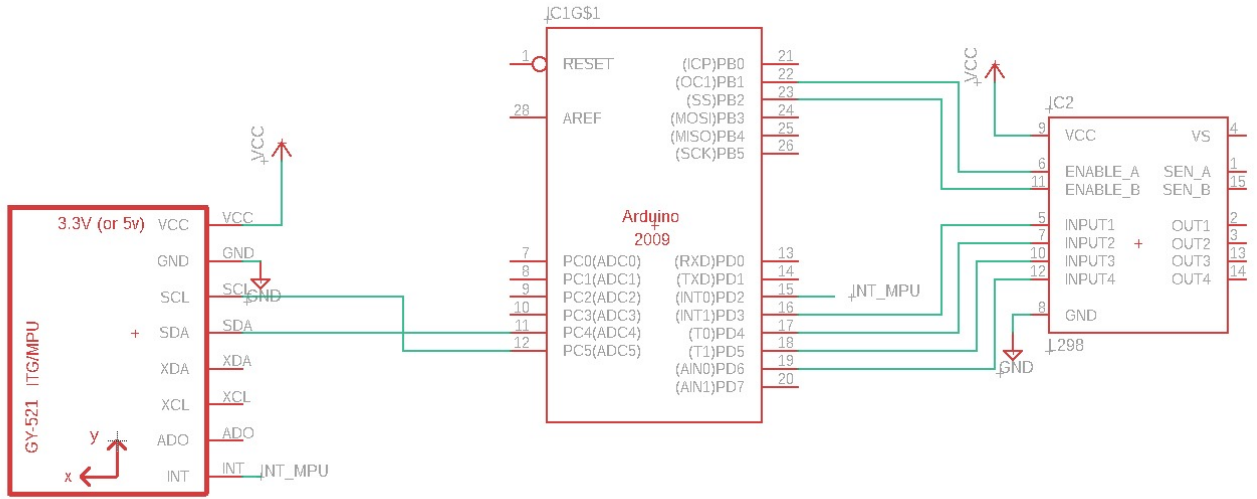 3.3V (or 5v) VCC VCC
GND GND
SCL SCL
SDA SDA
XDA XDA
XCL XCL
ADO ADO
INT INT INT_MPU
VCC
GND
GY-521 ITG/MPU
y
x
IC1G$1
1 RESET
28 AREF
Arduino
2009
7 PC0(ADC0)
8 PC1(ADC1)
9 PC2(ADC2)
10 PC3(ADC3)
11 PC4(ADC4)
12 PC5(ADC5)
(ICP)PB0 21
(OC1)PB1 22
(SS)PB2 23
(MOSI)PB3 24
(MISO)PB4 25
(SCK)PB5 26
(RXD)PD0 13
(TXD)PD1 14
(INT0)PD2 15 INT_MPU
(INT1)PD3 16
(T0)PD4 17
(T1)PD5 18
(AIN0)PD6 19
(AIN1)PD7 20
VCC
IC2
9 VCC VS 4
6 ENABLE_A SEN_A 1
11 ENABLE_B SEN_B 15
5 INPUT1 OUT1 2
7 INPUT2 OUT2 3
10 INPUT3 OUT3 13
12 INPUT4 OUT4 14
8 GND
L298
GND